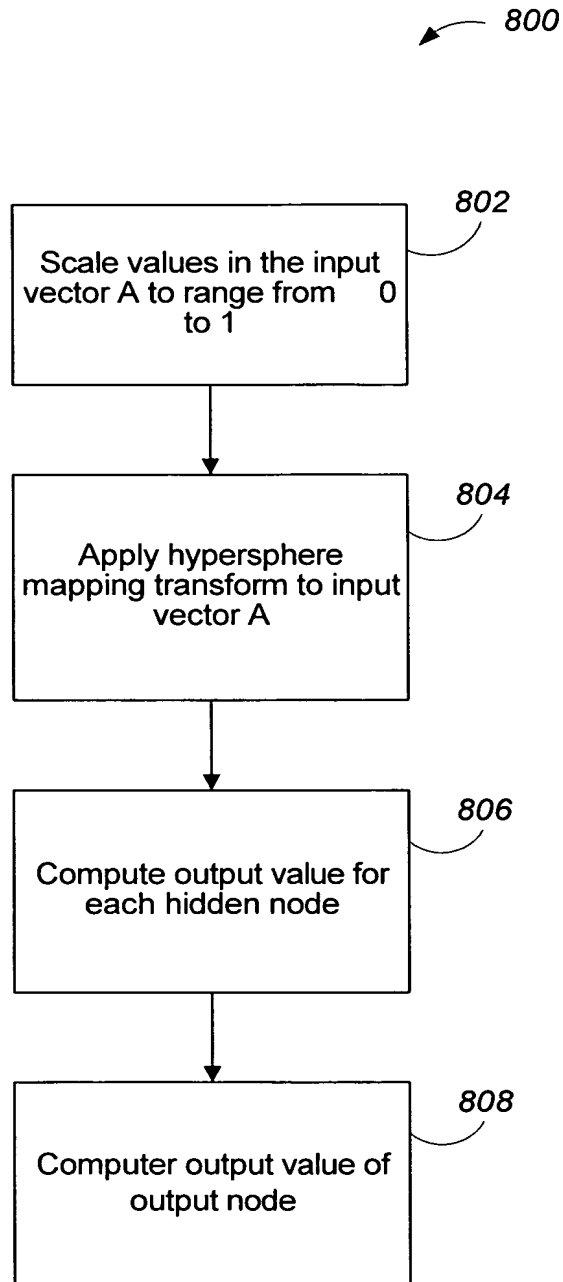 800
802
Scale values in the input
vector A to range from 0
to 1
804
Apply hypersphere
mapping transform to input
vector A
806
Compute output value for
each hidden node
808
Computer output value of
output node